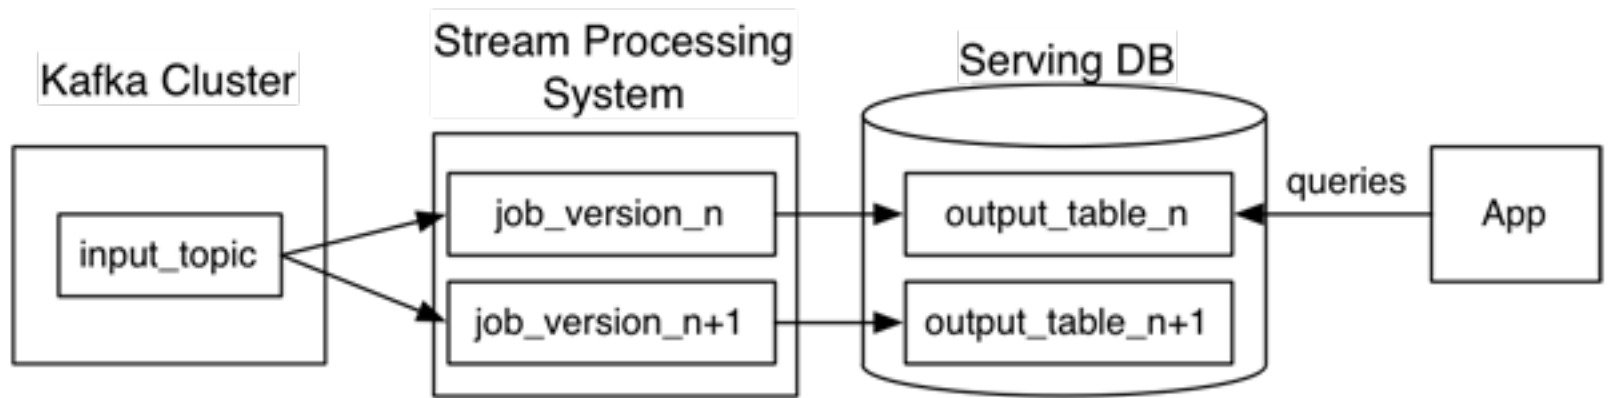 Kafka Cluster
Stream Processing
System
Serving DB
input_topic
job_version_n
job_version_n+1
output_table_n
output_table_n+1
queries
App